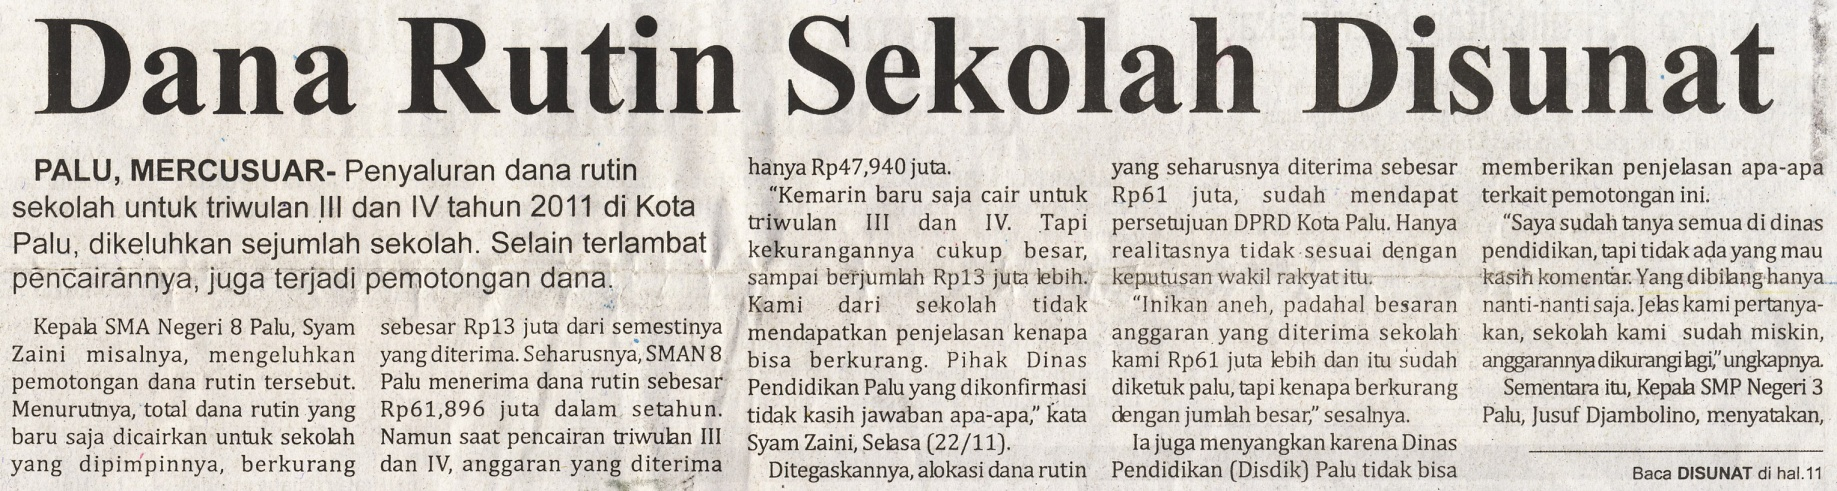 Dana Rutin Sekolah Disunat
PALU, MERCUSUAR- Penyaluran dana rutin
sekolah untuk triwulan III dan IV tahun 2011 di Kota
Palu, dikeluhkan sejumlah sekolah. Selain terlambat
pencairannya, juga terjadi pemotongan dana.
Kepala SMA Negeri 8 Palu, Syam
Zaini misalnya, mengeluhkan
pemotongan dana rutin tersebut.
Menurutnya, total dana rutin yang
baru saja dicairkan untuk sekolah
yang dipimpinnya, berkurang
sebesar Rp13 juta dari semestinya
yang diterima. Seharusnya, SMAN 8
Palu menerima dana rutin sebesar
Rp61,896 juta dalam setahun.
Namun saat pencairan triwulan III
dan IV, anggaran yang diterima
hanya Rp47,940 juta.
"Kemarin baru saja cair untuk
triwulan III dan IV. Tapi
kekurangannya cukup besar,
sampai berjumlah Rp13 juta lebih.
Kami dari sekolah tidak
mendapatkan penjelasan kenapa
bisa berkurang. Pihak Dinas
Pendidikan Palu yang dikonfirmasi
tidak kasih jawaban apa-apa," kata
Syam Zaini, Selasa (22/11).
Ditegaskannya, alokasi dana rutin
yang seharusnya diterima sebesar
Rp61 juta, sudah mendapat
persetujuan DPRD Kota Palu. Hanya
realitasnya tidak sesuai dengan
keputusan wakil rakyat itu.
"Inikan aneh, padahal besaran
anggaran yang diterima sekolah
kami Rp61 juta lebih dan itu sudah
diketuk palu, tapi kenapa berkurang
dengan jumlah besar," sesalnya.
Ia juga menyangkan karena Dinas
Pendidikan (Disdik) Palu tidak bisa
memberikan penjelasan apa-apa
terkait pemotongan ini.
"Saya sudah tanya semua di dinas
pendidikan, tapi tidak ada yang mau
kasih komentar. Yang dibilang hanya
nanti-nanti saja. Jelas kami pertanya-
kan, sekolah kami sudah miskin,
anggarannya dikurangi lagi," ungkapnya.
Sementara itu, Kepala SMP Negeri 3
Palu, Jusuf Djambolino, menyatakan,
Baca DISUNAT di hal.11